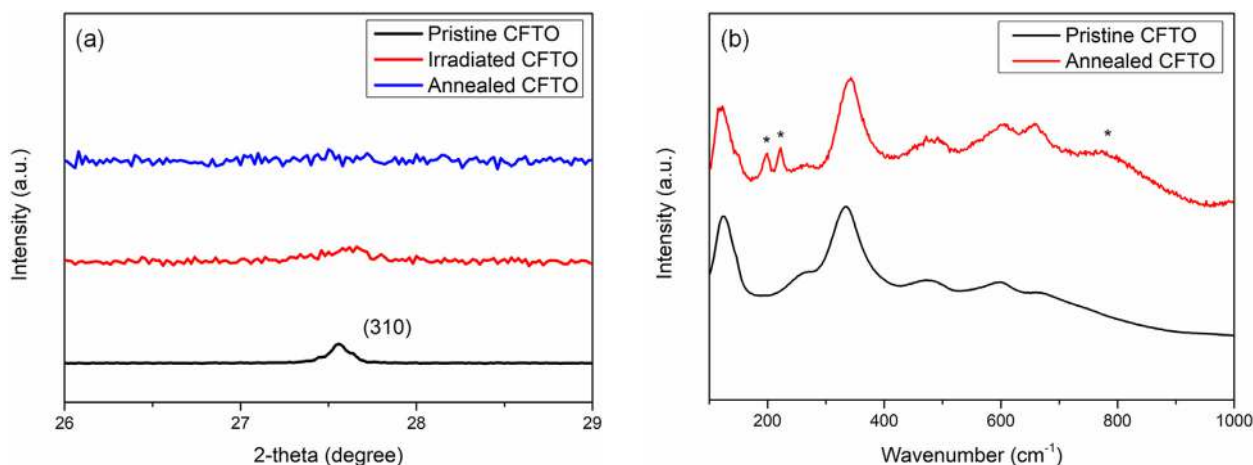 (a)
Pristine CFTO
Irradiated CFTO
Annealed CFTO
(310)
Intensity (a.u.)
26 27 28 29
2-theta (degree)
(b)
Pristine CFTO
Annealed CFTO
* * *
Intensity (a.u.)
200 400 600 800 1000
Wavenumber (cm⁻¹)